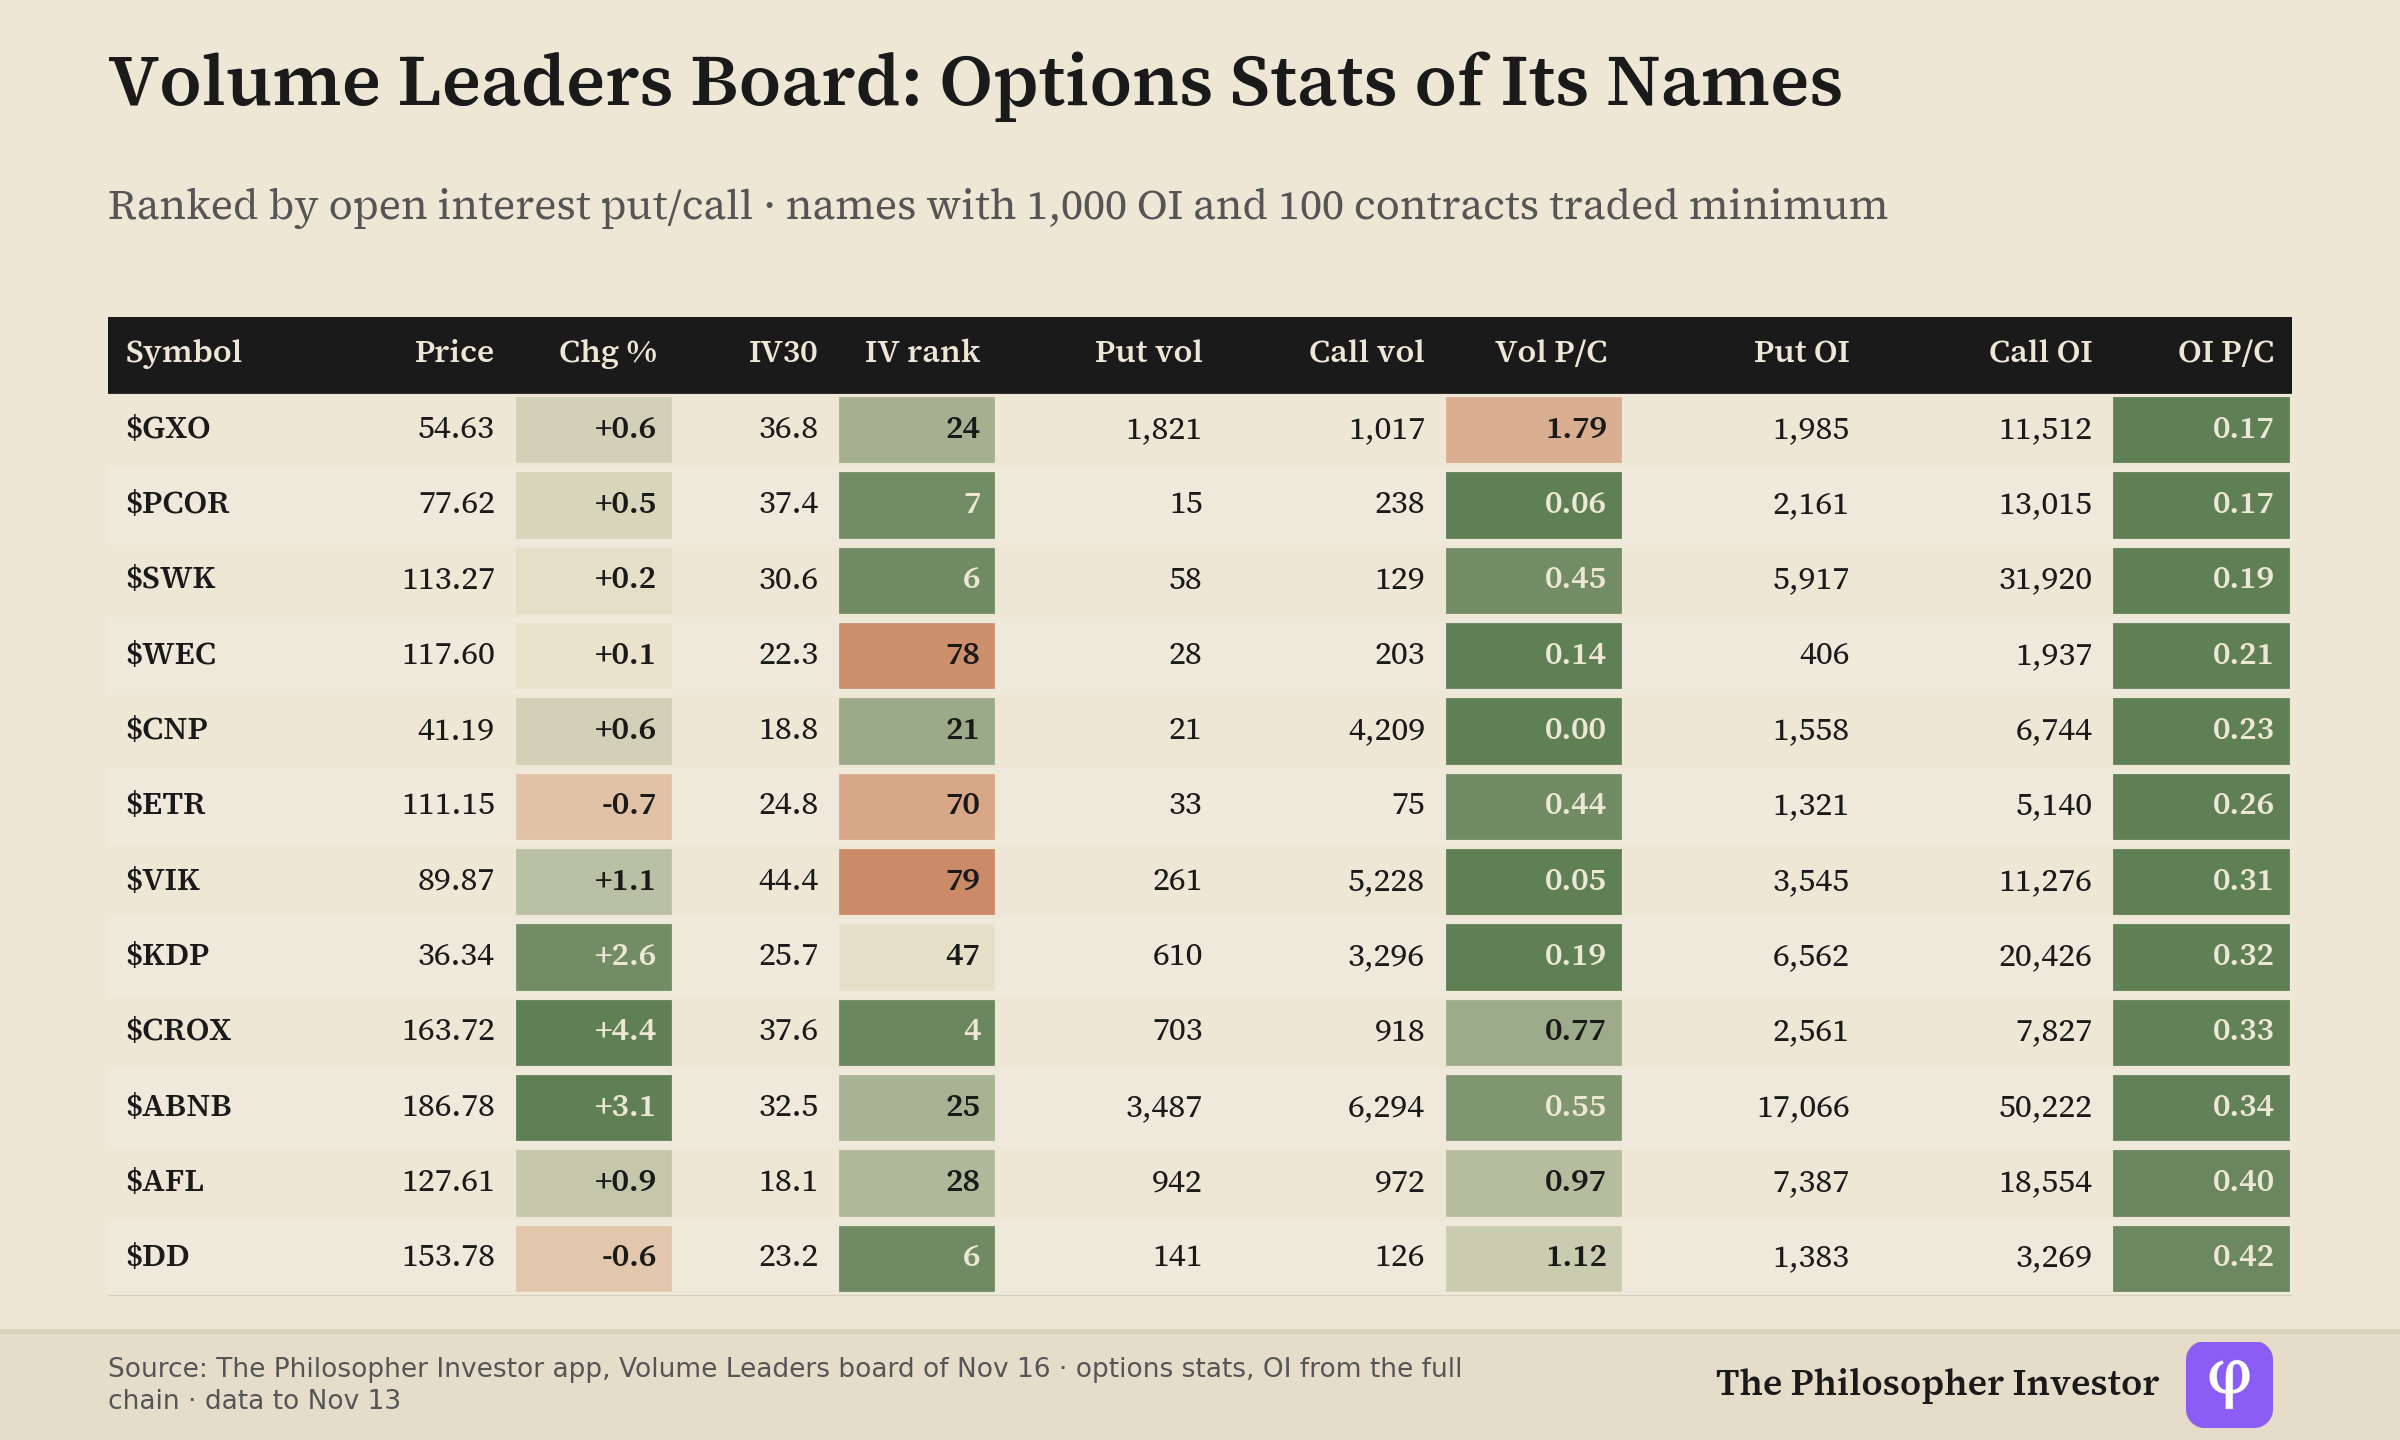 Volume Leaders Board: Options Stats of Its Names
Ranked by open interest put/call · names with 1,000 OI and 100 contracts traded minimum
Symbol Price Chg % IV30 IV rank Put vol Call vol Vol P/C Put OI Call OI OI P/C
$GXO 54.63 +0.6 36.8 24 1,821 1,017 1.79 1,985 11,512 0.17
$PCOR 77.62 +0.5 37.4 7 15 238 0.06 2,161 13,015 0.17
$SWK 113.27 +0.2 30.6 6 58 129 0.45 5,917 31,920 0.19
$WEC 117.60 +0.1 22.3 78 28 203 0.14 406 1,937 0.21
$CNP 41.19 +0.6 18.8 21 21 4,209 0.00 1,558 6,744 0.23
$ETR 111.15 -0.7 24.8 70 33 75 0.44 1,321 5,140 0.26
$VIK 89.87 +1.1 44.4 79 261 5,228 0.05 3,545 11,276 0.31
$KDP 36.34 +2.6 25.7 47 610 3,296 0.19 6,562 20,426 0.32
$CROX 163.72 +4.4 37.6 4 703 918 0.77 2,561 7,827 0.33
$ABNB 186.78 +3.1 32.5 25 3,487 6,294 0.55 17,066 50,222 0.34
$AFL 127.61 +0.9 18.1 28 942 972 0.97 7,387 18,554 0.40
$DD 153.78 -0.6 23.2 6 141 126 1.12 1,383 3,269 0.42
Source: The Philosopher Investor app, Volume Leaders board of Nov 16 · options stats, OI from the full
chain · data to Nov 13
The Philosopher Investor φ